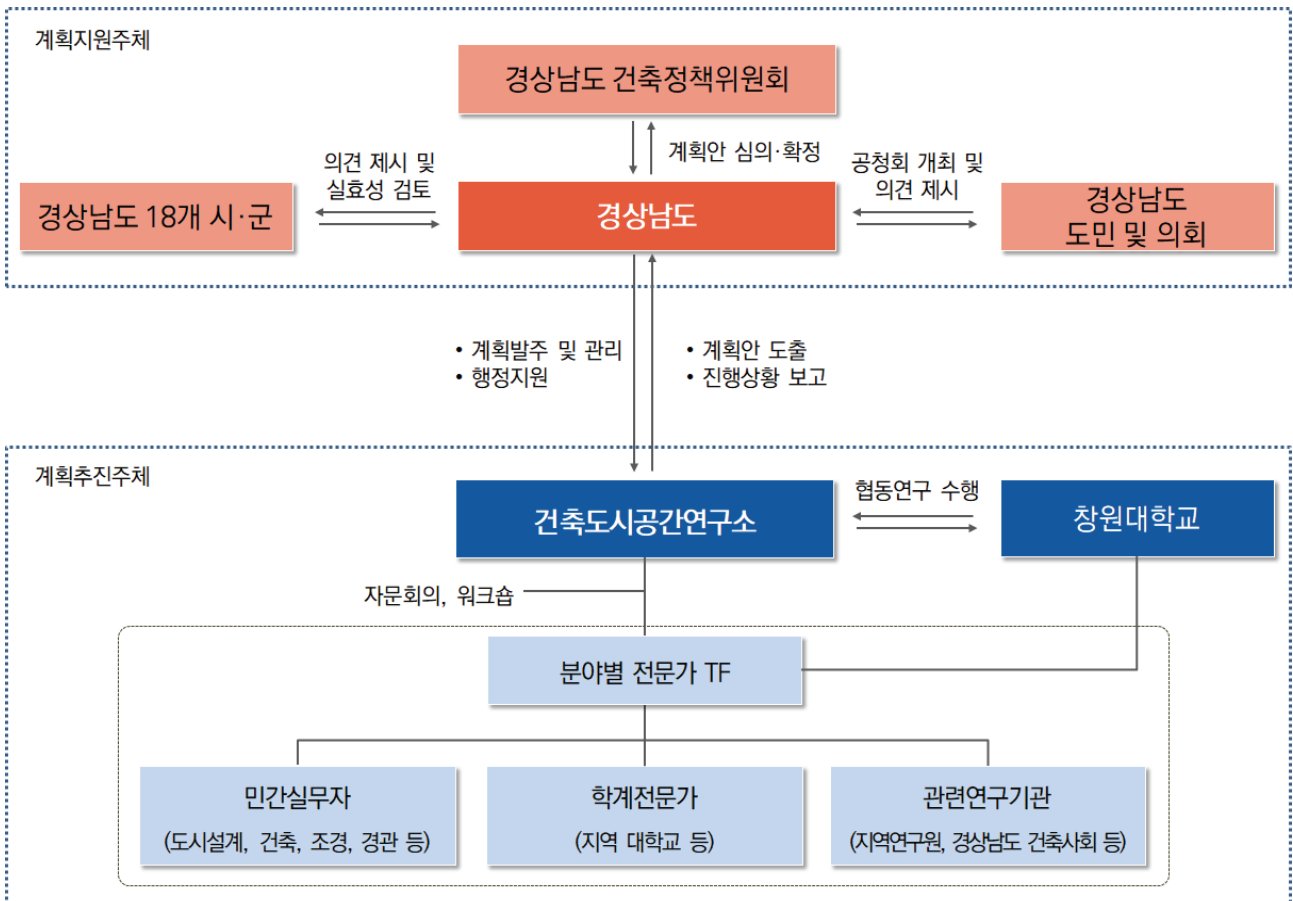 계획지원주체
경상남도 건축정책위원회
계획안 심의·확정
의견 제시 및
실효성 검토
공청회 개최 및
의견 제시
경상남도 18개 시·군
경상남도
경상남도
도민 및 의회
• 계획발주 및 관리
• 행정지원
• 계획안 도출
• 진행상황 보고
계획추진주체
건축도시공간연구소
협동연구 수행
창원대학교
자문회의, 워크숍
분야별 전문가 TF
민간실무자
(도시설계, 건축, 조경, 경관 등)
학계전문가
(지역 대학교 등)
관련연구기관
(지역연구원, 경상남도 건축사회 등)